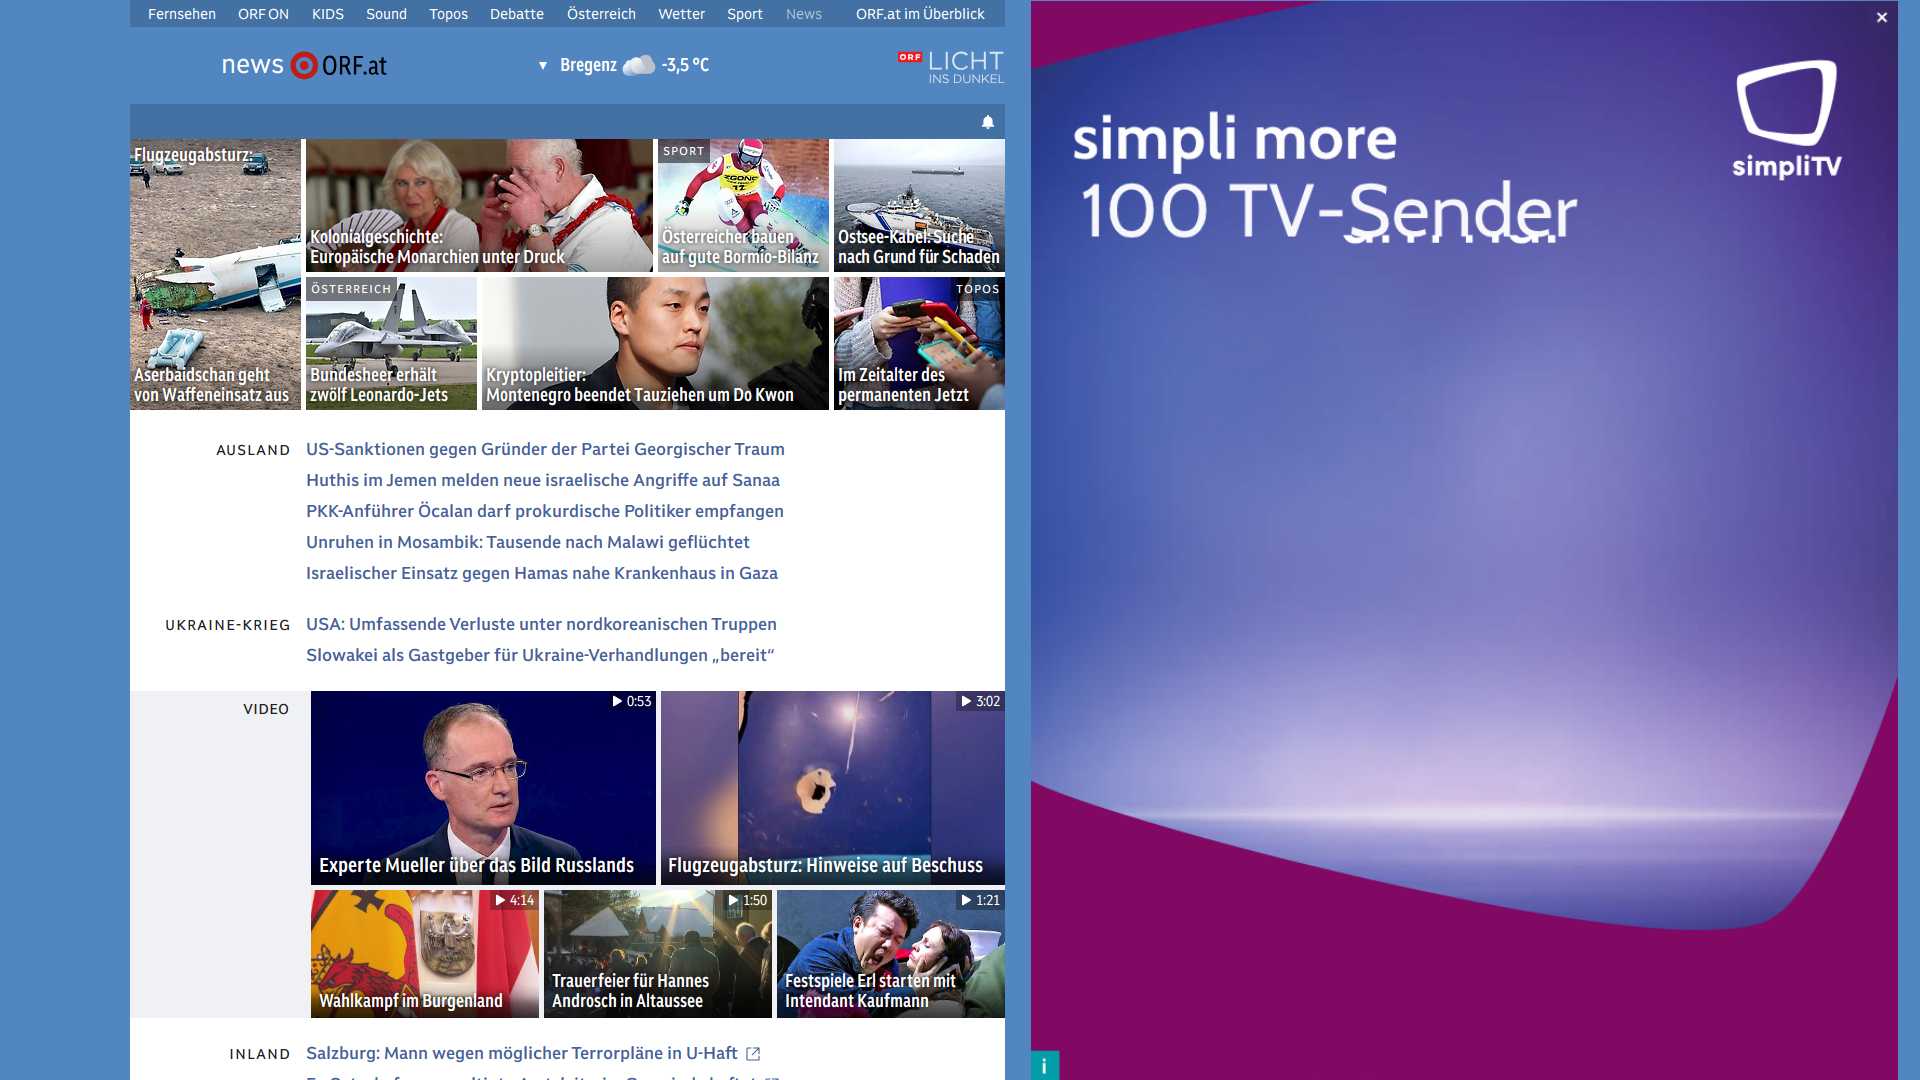 Fernsehen ORF ON KIDS Sound Topos Debatte Österreich Wetter Sport News ORF.at im Überblick
news ORF.at
Bregenz -3,5 °C
ORF LICHT
INS DUNKEL
Flugzeugabsturz:
Aserbaidschan geht
von Waffeneinsatz aus
Kolonialgeschichte:
Europäische Monarchien unter Druck
SPORT
ZGONC
12
Österreicher bauen
auf gute Bormio-Bilanz
Ostsee-Kabel: Suche
nach Grund für Schaden
ÖSTERREICH
Bundesheer erhält
zwölf Leonardo-Jets
Kryptopleitier:
Montenegro beendet Tauziehen um Do Kwon
TOPOS
Im Zeitalter des
permanenten Jetzt
AUSLAND
US-Sanktionen gegen Gründer der Partei Georgischer Traum
Huthis im Jemen melden neue israelische Angriffe auf Sanaa
PKK-Anführer Öcalan darf prokurdische Politiker empfangen
Unruhen in Mosambik: Tausende nach Malawi geflüchtet
Israelischer Einsatz gegen Hamas nahe Krankenhaus in Gaza
UKRAINE-KRIEG
USA: Umfassende Verluste unter nordkoreanischen Truppen
Slowakei als Gastgeber für Ukraine-Verhandlungen „bereit“
VIDEO
0:53
Experte Mueller über das Bild Russlands
3:02
Flugzeugabsturz: Hinweise auf Beschuss
4:14
Wahlkampf im Burgenland
1:50
Trauerfeier für Hannes
Androsch in Altaussee
1:21
Festspiele Erl starten mit
Intendant Kaufmann
INLAND
Salzburg: Mann wegen möglicher Terrorpläne in U-Haft
simpli more
100 TV-Sender
simpliTV